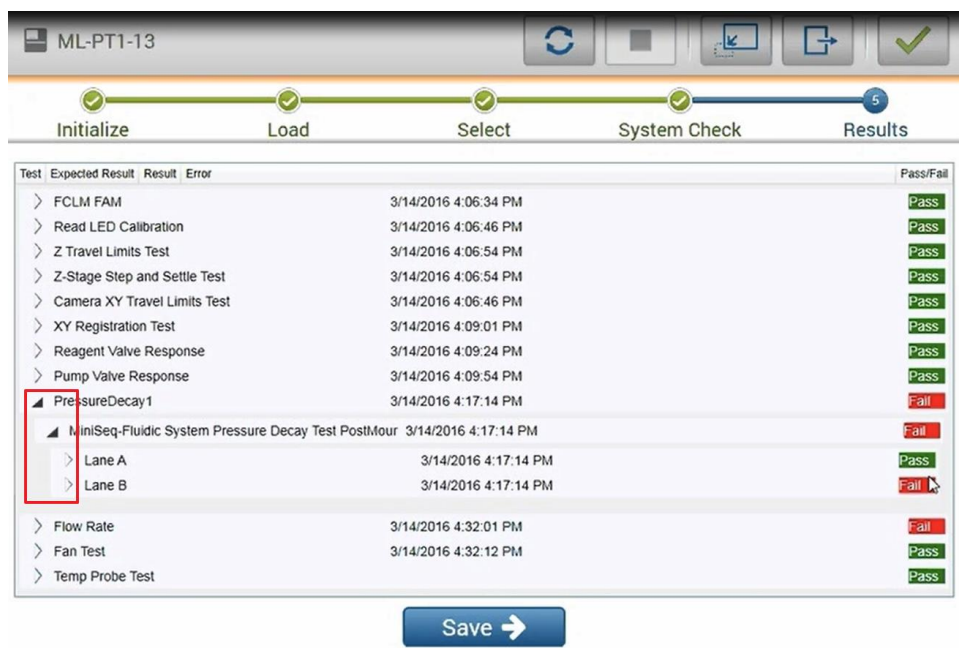 ML-PT1-13
Initialize Load Select System Check 5 Results
Test Expected Result Result Error Pass/Fail
FCLM FAM 3/14/2016 4:06:34 PM Pass
Read LED Calibration 3/14/2016 4:06:46 PM Pass
Z Travel Limits Test 3/14/2016 4:06:54 PM Pass
Z-Stage Step and Settle Test 3/14/2016 4:06:54 PM Pass
Camera XY Travel Limits Test 3/14/2016 4:06:46 PM Pass
XY Registration Test 3/14/2016 4:09:01 PM Pass
Reagent Valve Response 3/14/2016 4:09:24 PM Pass
Pump Valve Response 3/14/2016 4:09:54 PM Pass
PressureDecay1 3/14/2016 4:17:14 PM Fail
MiniSeq-Fluidic System Pressure Decay Test PostMour 3/14/2016 4:17:14 PM Fail
Lane A 3/14/2016 4:17:14 PM Pass
Lane B 3/14/2016 4:17:14 PM Fail
Flow Rate 3/14/2016 4:32:01 PM Fail
Fan Test 3/14/2016 4:32:12 PM Pass
Temp Probe Test Pass
Save